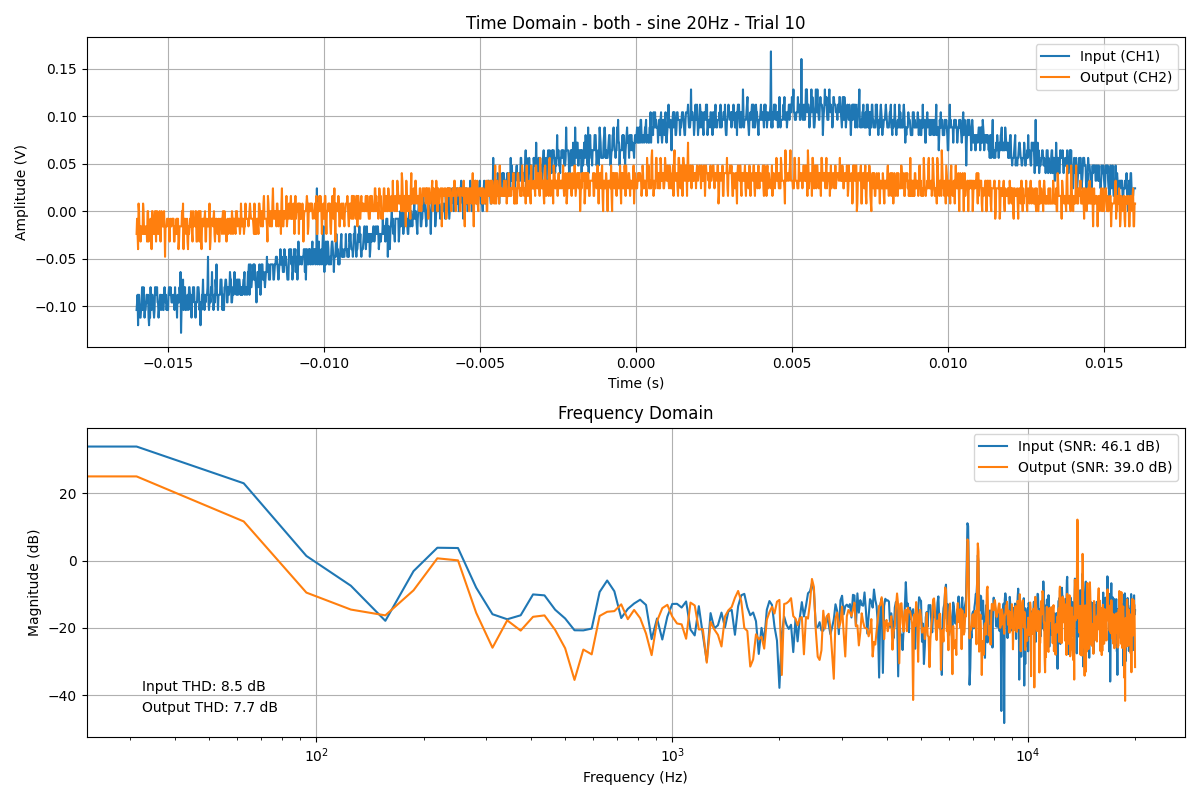 Time Domain - both - sine 20Hz - Trial 10
Input (CH1)
Output (CH2)
Amplitude (V)
0.15
0.10
0.05
0.00
−0.05
−0.10
−0.015
−0.010
−0.005
0.000
0.005
0.010
0.015
Time (s)
Frequency Domain
Input (SNR: 46.1 dB)
Output (SNR: 39.0 dB)
Magnitude (dB)
20
0
−20
−40
Input THD: 8.5 dB
Output THD: 7.7 dB
10²
10³
10⁴
Frequency (Hz)